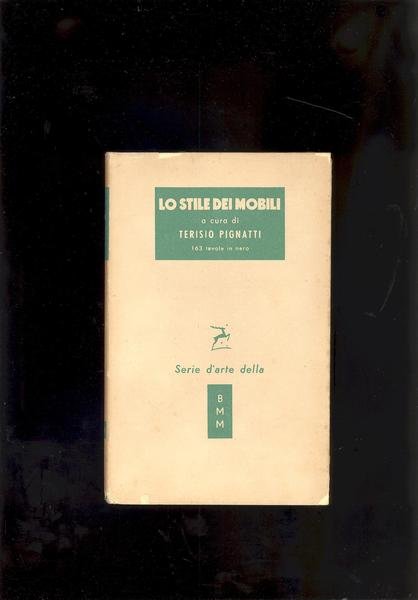 LO STILE DEI MOBILI
a cura di
TERISIO PIGNATTI
163 tavole in nero
Serie d'arte della
B
M
M